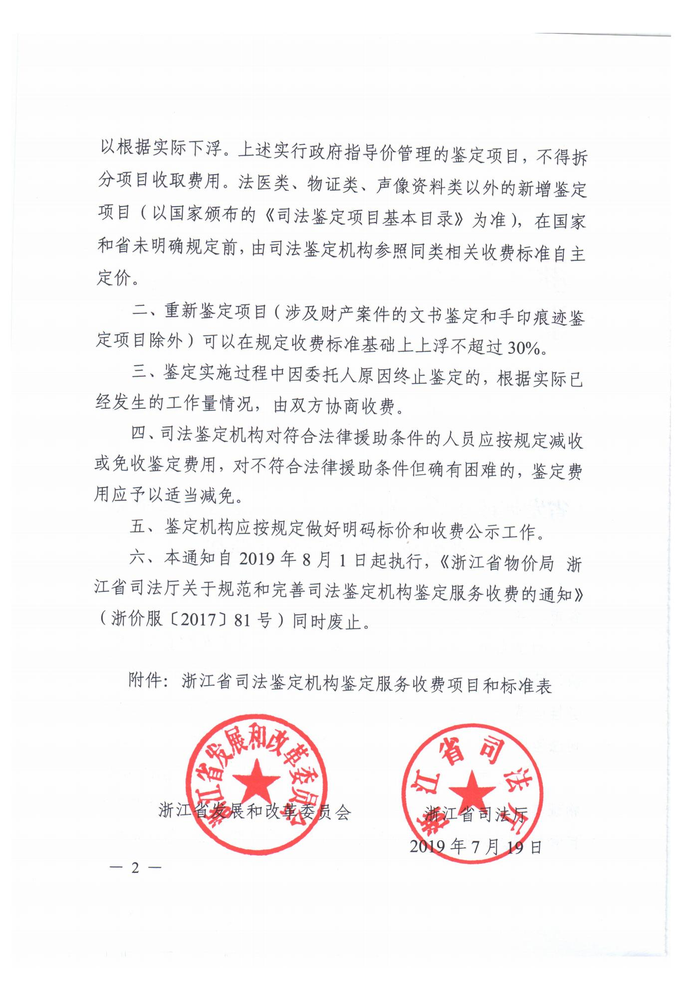 以根据实际下浮。上述实行政府指导价管理的鉴定项目，不得拆
分项目收取费用。法医类、物证类、声像资料类以外的新增鉴定
项目（以国家颁布的《司法鉴定项目基本目录》为准），在国家
和省未明确规定前，由司法鉴定机构参照同类相关收费标准自主
定价。
二、重新鉴定项目（涉及财产案件的文书鉴定和手印痕迹鉴
定项目除外）可以在规定收费标准基础上上浮不超过 30%。
三、鉴定实施过程中因委托人原因终止鉴定的，根据实际已
经发生的工作量情况，由双方协商收费。
四、司法鉴定机构对符合法律援助条件的人员应按规定减收
或免收鉴定费用，对不符合法律援助条件但确有困难的，鉴定费
用应予以适当减免。
五、鉴定机构应按规定做好明码标价和收费公示工作。
六、本通知自 2019 年 8 月 1 日起执行，《浙江省物价局 浙
江省司法厅关于规范和完善司法鉴定机构鉴定服务收费的通知》
（浙价服〔2017〕81 号）同时废止。
附件：浙江省司法鉴定机构鉴定服务收费项目和标准表
浙江省发展和改革委员会
浙江省司法厅
浙江省发展和改革委员会
浙江省司法厅
2019 年 7 月 19 日
— 2 —